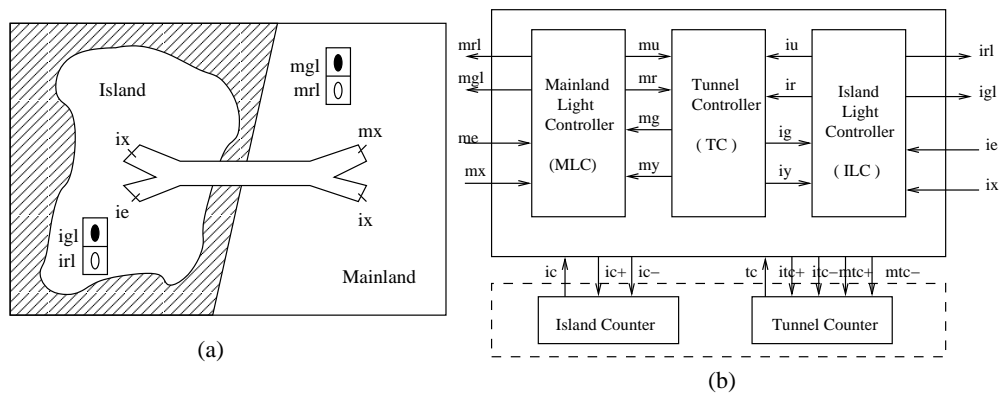 mgl
mrl
Island
ix
mx
ie
ix
igl
irl
Mainland
(a)
mrl
mgl
me
mx
Mainland
Light
Controller
(MLC)
mu
mr
mg
my
Tunnel
Controller
( TC )
iu
ir
ig
iy
Island
Light
Controller
( ILC )
irl
igl
ie
ix
ic ic+ ic−
tc itc+ itc− mtc+ mtc−
Island Counter
Tunnel Counter
(b)